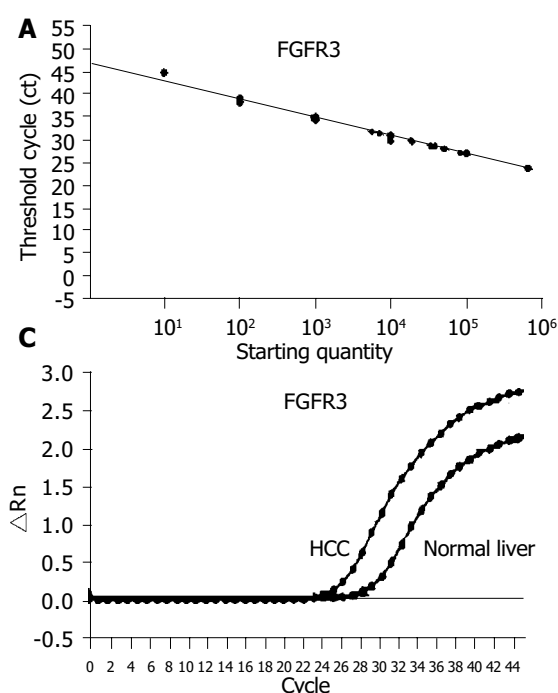 A
FGFR3
Threshold cycle (ct)
55
50
45
40
35
30
25
20
15
10
5
0
-5
10¹ 10² 10³ 10⁴ 10⁵ 10⁶
Starting quantity
C
FGFR3
△Rn
3.0
2.5
2.0
1.5
1.0
0.5
0.0
-0.5
HCC
Normal liver
0 2 4 6 8 10 12 14 16 18 20 22 24 26 28 30 32 34 36 38 40 42 44
Cycle